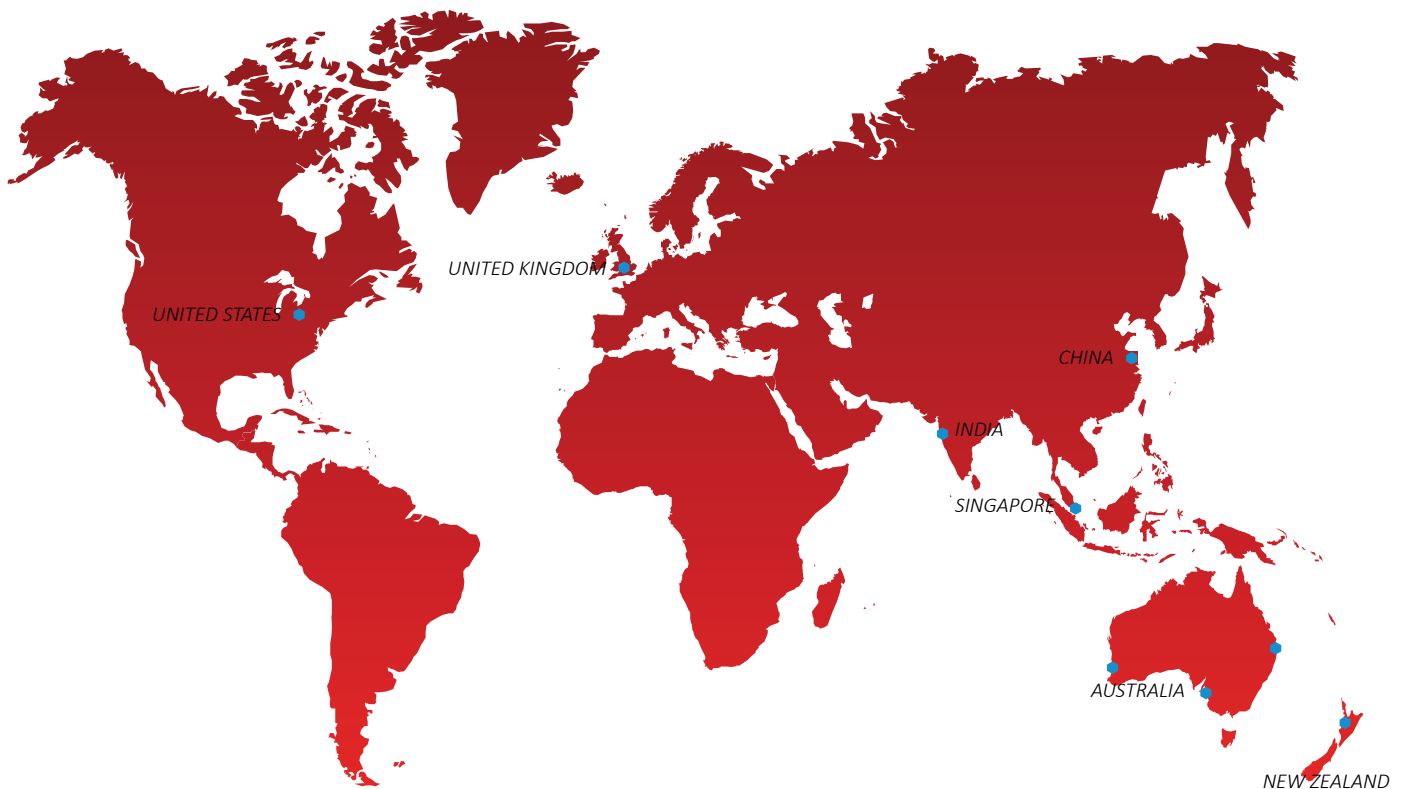 UNITED KINGDOM
UNITED STATES
CHINA
INDIA
SINGAPORE
AUSTRALIA
NEW ZEALAND